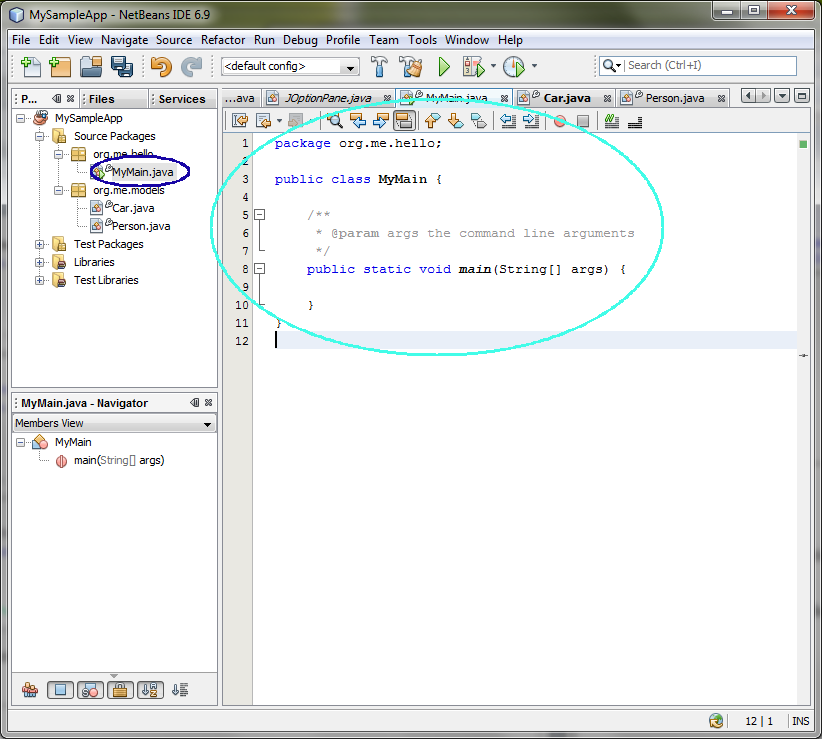 MySampleApp - NetBeans IDE 6.9
File Edit View Navigate Source Refactor Run Debug Profile Team Tools Window Help
<default config>
Search (Ctrl+I)
P... Files Services
MySampleApp
Source Packages
org.me.hello
MyMain.java
org.me.models
Car.java
Person.java
Test Packages
Libraries
Test Libraries
...ava JOptionPane.java MyMain.java Car.java Person.java
1 package org.me.hello;
2
3 public class MyMain {
4
5 /**
6 * @param args the command line arguments
7 */
8 public static void main(String[] args) {
9
10 }
11 }
12
MyMain.java - Navigator
Members View
MyMain
main(String[] args)
12 | 1 INS